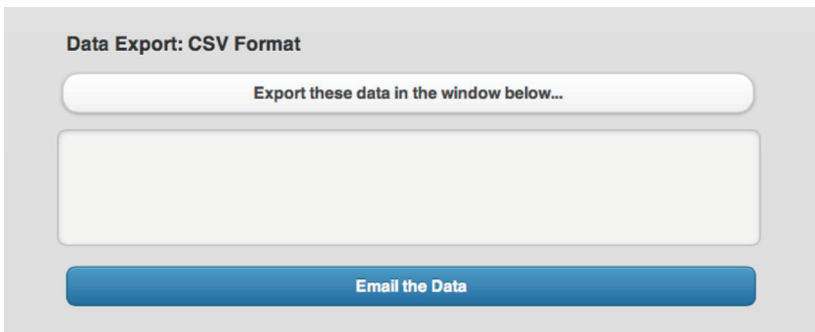 Data Export: CSV Format
Export these data in the window below...
Email the Data